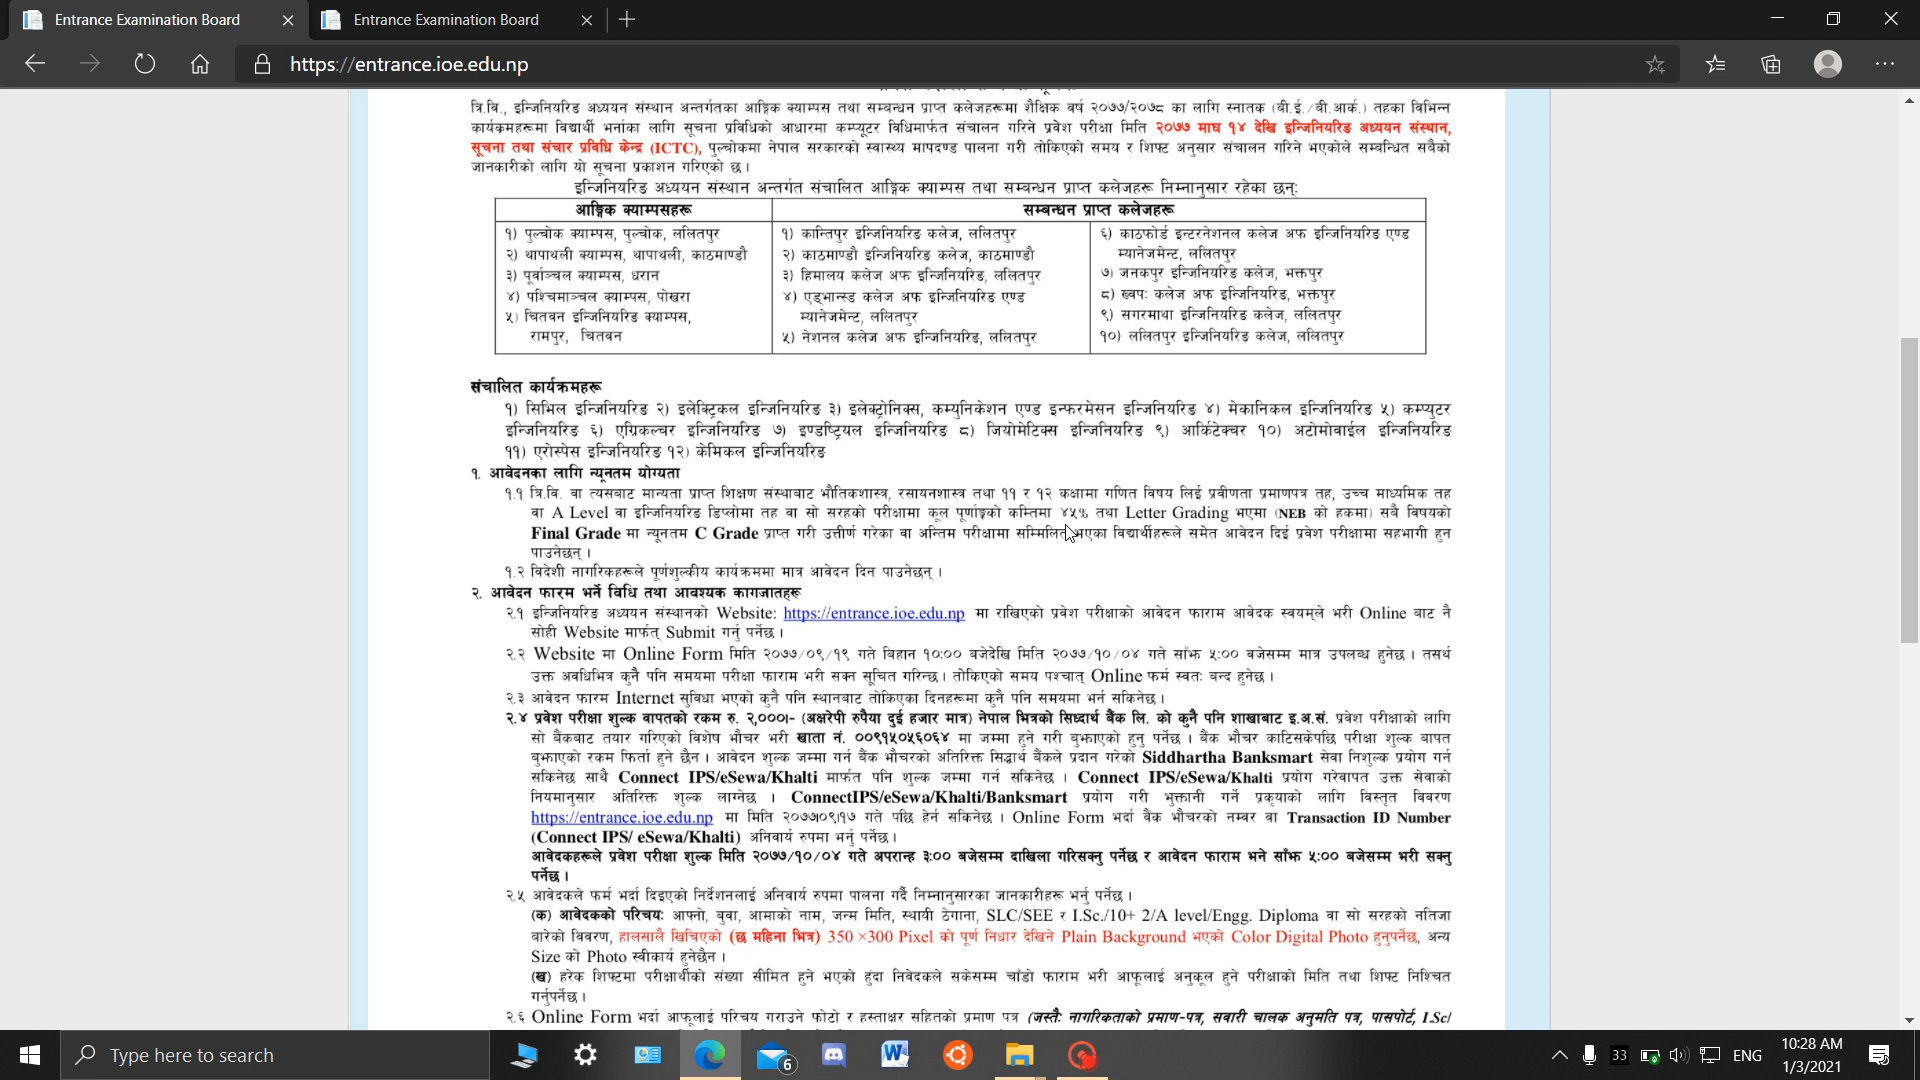 Entrance Examination Board
Entrance Examination Board
https://entrance.ioe.edu.np
त्रि.वि., इन्जिनियरिङ अध्ययन संस्थान अन्तर्गतका आङ्गिक क्याम्पस तथा सम्बन्धन प्राप्त कलेजहरूमा शैक्षिक वर्ष २०७७/२०७८ का लागि स्नातक (बी.ई./बी.आर्क.) तहका विभिन्न
कार्यक्रमहरूमा विद्यार्थी भर्नाका लागि सूचना प्रविधिको आधारमा कम्प्यूटर विधिमार्फत संचालन गरिने प्रवेश परीक्षा मिति २०७७ माघ १४ देखि इन्जिनियरिङ अध्ययन संस्थान,
सूचना तथा संचार प्रविधि केन्द्र (ICTC), पुल्चोकमा नेपाल सरकारको स्वास्थ्य मापदण्ड पालना गरी तोकिएको समय र शिफ्ट अनुसार संचालन गरिने भएकोले सम्बन्धित सबैको
जानकारीको लागि यो सूचना प्रकाशन गरिएको छ।
इन्जिनियरिङ अध्ययन संस्थान अन्तर्गत संचालित आङ्गिक क्याम्पस तथा सम्बन्धन प्राप्त कलेजहरू निम्नानुसार रहेका छन्:
आङ्गिक क्याम्पसहरू
१) पुल्चोक क्याम्पस, पुल्चोक, ललितपुर
२) थापाथली क्याम्पस, थापाथली, काठमाण्डौ
३) पूर्वाञ्चल क्याम्पस, धरान
४) पश्चिमाञ्चल क्याम्पस, पोखरा
५) चितवन इन्जिनियरिङ क्याम्पस,
रामपुर, चितवन
सम्बन्धन प्राप्त कलेजहरू
१) कान्तिपुर इन्जिनियरिङ कलेज, ललितपुर
२) काठमाण्डौ इन्जिनियरिङ कलेज, काठमाण्डौ
३) हिमालय कलेज अफ इन्जिनियरिङ, ललितपुर
४) एड्भान्स्ड कलेज अफ इन्जिनियरिङ एण्ड
म्यानेजमेन्ट, ललितपुर
५) नेशनल कलेज अफ इन्जिनियरिङ, ललितपुर
६) काठफोर्ड इन्टरनेशनल कलेज अफ इन्जिनियरिङ एण्ड
म्यानेजमेन्ट, ललितपुर
७) जनकपुर इन्जिनियरिङ कलेज, भक्तपुर
८) ख्वपः कलेज अफ इन्जिनियरिङ, भक्तपुर
९) सगरमाथा इन्जिनियरिङ कलेज, ललितपुर
१०) ललितपुर इन्जिनियरिङ कलेज, ललितपुर
संचालित कार्यक्रमहरू
१) सिभिल इन्जिनियरिङ २) इलेक्ट्रिकल इन्जिनियरिङ ३) इलेक्ट्रोनिक्स, कम्युनिकेशन एण्ड इन्फरमेसन इन्जिनियरिङ ४) मेकानिकल इन्जिनियरिङ ५) कम्प्युटर
इन्जिनियरिङ ६) एग्रिकल्चर इन्जिनियरिङ ७) इण्डष्ट्रियल इन्जिनियरिङ ८) जियोमेटिक्स इन्जिनियरिङ ९) आर्किटेक्चर १०) अटोमोवाईल इन्जिनियरिङ
११) एरोस्पेस इन्जिनियरिङ १२) केमिकल इन्जिनियरिङ
१. आवेदनका लागि न्यूनतम योग्यता
१.१ त्रि.वि. वा त्यसबाट मान्यता प्राप्त शिक्षण संस्थाबाट भौतिकशास्त्र, रसायनशास्त्र तथा ११ र १२ कक्षामा गणित विषय लिई प्रवीणता प्रमाणपत्र तह, उच्च माध्यमिक तह
वा A Level वा इन्जिनियरिङ डिप्लोमा तह वा सो सरहको परीक्षामा कूल पूर्णाङ्कको कम्तिमा ४५% तथा Letter Grading भएमा (NEB को हकमा) सबै विषयको
Final Grade मा न्यूनतम C Grade प्राप्त गरी उत्तीर्ण गरेका वा अन्तिम परीक्षामा सम्मिलित भएका विद्यार्थीहरूले समेत आवेदन दिई प्रवेश परीक्षामा सहभागी हुन
पाउनेछन् ।
१.२ विदेशी नागरिकहरूले पूर्णशुल्कीय कार्यक्रममा मात्र आवेदन दिन पाउनेछन् ।
२. आवेदन फारम भर्ने विधि तथा आवश्यक कागजातहरू
२.१ इन्जिनियरिङ अध्ययन संस्थानको Website: https://entrance.ioe.edu.np मा राखिएको प्रवेश परीक्षाको आवेदन फाराम आवेदक स्वयम्‌ले भरी Online बाट नै
सोही Website मार्फत् Submit गर्नु पर्नेछ ।
२.२ Website मा Online Form मिति २०७७/०९/१९ गते बिहान १०:०० बजेदेखि मिति २०७७/१०/०४ गते साँझ ५:०० बजेसम्म मात्र उपलब्ध हुनेछ । तसर्थ
उक्त अवधिभित्र कुनै पनि समयमा परीक्षा फाराम भरी सक्न सूचित गरिन्छ । तोकिएको समय पश्चात् Online फर्म स्वतः बन्द हुनेछ ।
२.३ आवेदन फारम Internet सुविधा भएको कुनै पनि स्थानबाट तोकिएका दिनहरूमा कुनै पनि समयमा भर्न सकिनेछ ।
२.४ प्रवेश परीक्षा शुल्क वापतको रकम रु. २,०००।- (अक्षरेपी रुपैया दुई हजार मात्र) नेपाल भित्रको सिध्दार्थ बैंक लि. को कुनै पनि शाखाबाट इ.अ.सं. प्रवेश परीक्षाको लागि
सो बैंकबाट तयार गरिएको विशेष भौचर भरी खाता नं. ००९१५०५६०६४ मा जम्मा हुने गरी बुझाएको हुनु पर्नेछ । बैंक भौचर काटिसकेपछि परीक्षा शुल्क बापत
बुझाएको रकम फिर्ता हुने छैन । आवेदन शुल्क जम्मा गर्न बैंक भौचरको अतिरिक्त सिद्धार्थ बैंकले प्रदान गरेको Siddhartha Banksmart सेवा निशुल्क प्रयोग गर्न
सकिनेछ साथै Connect IPS/eSewa/Khalti मार्फत पनि शुल्क जम्मा गर्न सकिनेछ । Connect IPS/eSewa/Khalti प्रयोग गरेवापत उक्त सेवाको
नियमानुसार अतिरिक्त शुल्क लाग्नेछ । ConnectIPS/eSewa/Khalti/Banksmart प्रयोग गरी भुक्तानी गर्ने प्रकृयाको लागि विस्तृत विवरण
https://entrance.ioe.edu.np मा मिति २०७७।०९।१७ गते पछि हेर्न सकिनेछ । Online Form भर्दा बैंक भौचरको नम्बर वा Transaction ID Number
(Connect IPS/ eSewa/Khalti) अनिवार्य रुपमा भर्नु पर्नेछ ।
आवेदकहरूले प्रवेश परीक्षा शुल्क मिति २०७७/१०/०४ गते अपरान्ह ३:०० बजेसम्म दाखिला गरिसक्नु पर्नेछ र आवेदन फाराम भने साँझ ५:०० बजेसम्म भरी सक्नु
पर्नेछ ।
२.५ आवेदकले फर्म भर्दा दिइएको निर्देशनलाई अनिवार्य रुपमा पालना गर्दै निम्नानुसारका जानकारीहरू भर्नु पर्नेछ ।
(क) आवेदकको परिचय: आफ्नो, बुवा, आमाको नाम, जन्म मिति, स्थायी ठेगाना, SLC/SEE र I.Sc./10+ 2/A level/Engg. Diploma वा सो सरहको नतिजा
बारेको विवरण, हालसालै खिचिएको (छ महिना भित्र) 350 ×300 Pixel को पूर्ण निधार देखिने Plain Background भएको Color Digital Photo हुनुपर्नेछ, अन्य
Size को Photo स्वीकार्य हुनेछैन ।
(ख) हरेक शिफ्टमा परीक्षार्थीको संख्या सीमित हुने भएको हुंदा निवेदकले सकेसम्म चाँडो फाराम भरी आफूलाई अनुकूल हुने परीक्षाको मिति तथा शिफ्ट निश्चित
गर्नुपर्नेछ ।
२.६ Online Form भर्दा आफूलाई परिचय गराउने फोटो र हस्ताक्षर सहितको प्रमाण पत्र (जस्तैः नागरिकताको प्रमाण-पत्र, सवारी चालक अनुमति पत्र, पासपोर्ट, I.Sc/
Type here to search
6
33
ENG
10:28 AM
1/3/2021